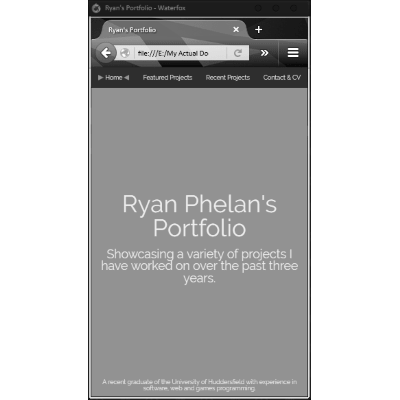 Ryan's Portfolio - Waterfox
Ryan's Portfolio
file:///E:/My Actual Do
Home Featured Projects Recent Projects Contact & CV
Ryan Phelan's
Portfolio
Showcasing a variety of projects I
have worked on over the past three
years.
A recent graduate of the University of Huddersfield with experience in
software, web and games programming